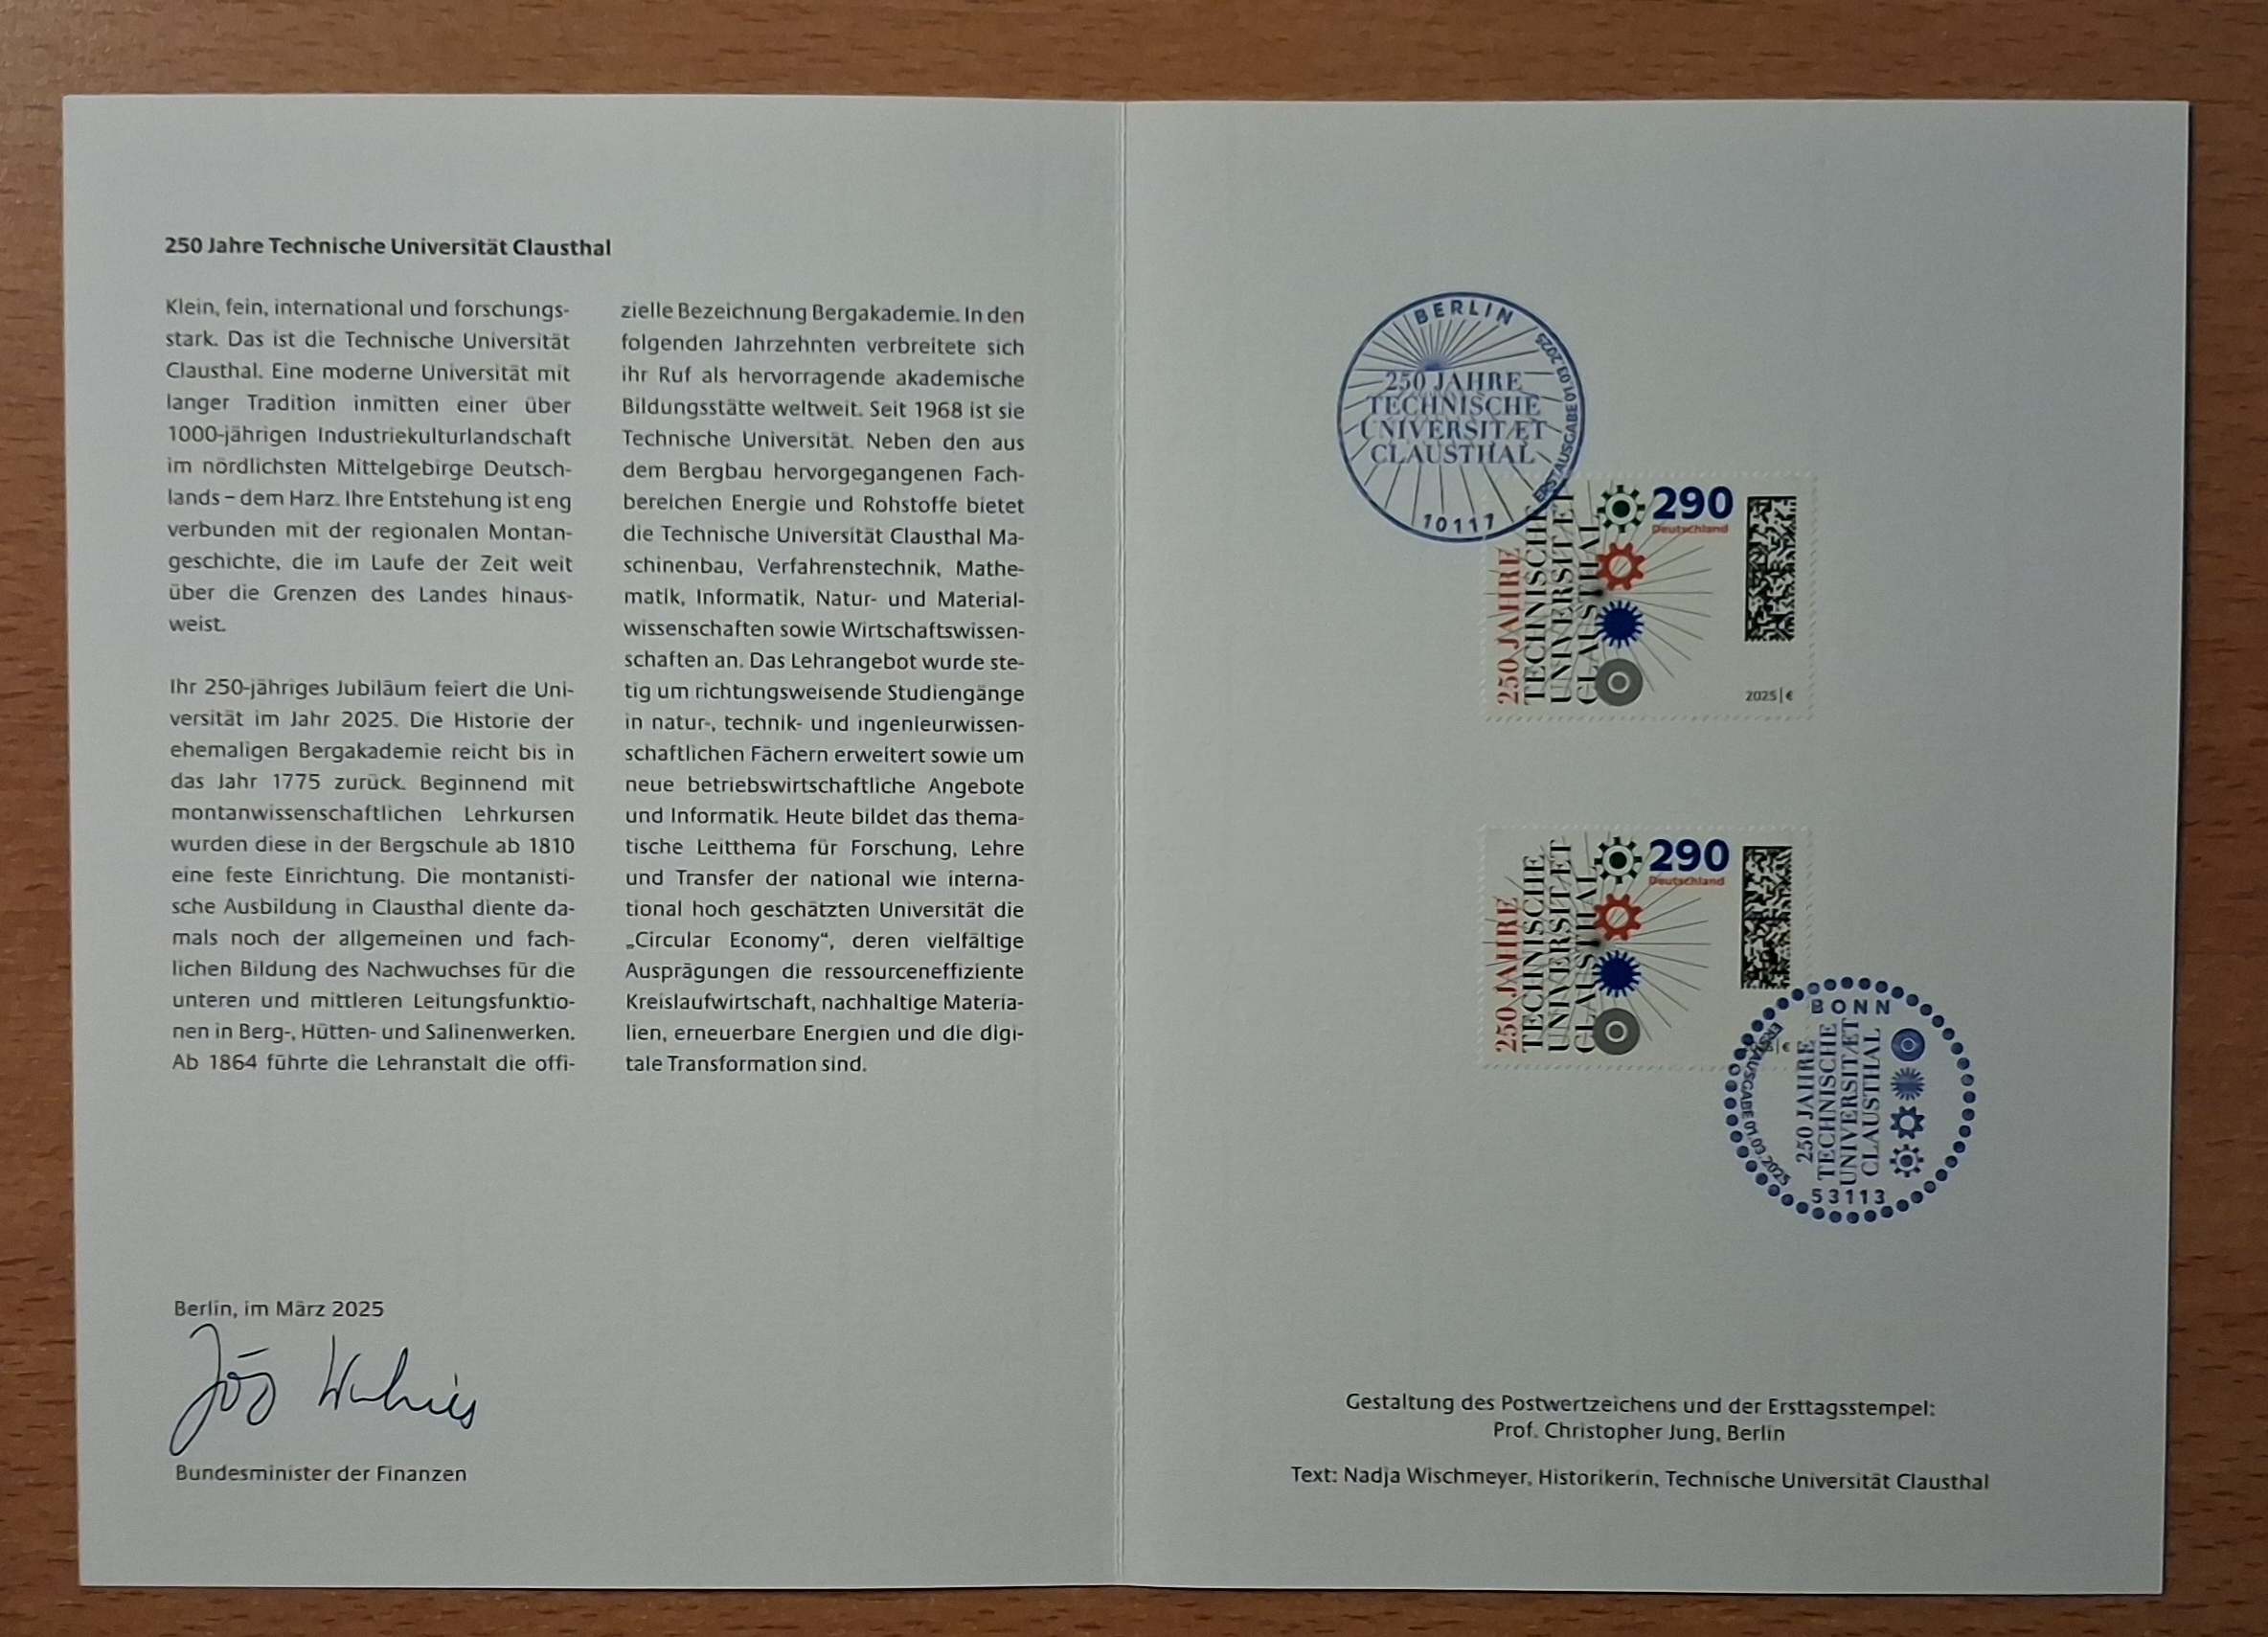 250 Jahre Technische Universität Clausthal
Klein, fein, international und forschungs-
stark. Das ist die Technische Universität
Clausthal. Eine moderne Universität mit
langer Tradition inmitten einer über
1000-jährigen Industriekulturlandschaft
im nördlichsten Mittelgebirge Deutsch-
lands – dem Harz. Ihre Entstehung ist eng
verbunden mit der regionalen Montan-
geschichte, die im Laufe der Zeit weit
über die Grenzen des Landes hinaus-
weist.
Ihr 250-jähriges Jubiläum feiert die Uni-
versität im Jahr 2025. Die Historie der
ehemaligen Bergakademie reicht bis in
das Jahr 1775 zurück. Beginnend mit
montanwissenschaftlichen Lehrkursen
wurden diese in der Bergschule ab 1810
eine feste Einrichtung. Die montanisti-
sche Ausbildung in Clausthal diente da-
mals noch der allgemeinen und fach-
lichen Bildung des Nachwuchses für die
unteren und mittleren Leitungsfunktio-
nen in Berg-, Hütten- und Salinenwerken.
Ab 1864 führte die Lehranstalt die offi-
zielle Bezeichnung Bergakademie. In den
folgenden Jahrzehnten verbreitete sich
ihr Ruf als hervorragende akademische
Bildungsstätte weltweit. Seit 1968 ist sie
Technische Universität. Neben den aus
dem Bergbau hervorgegangenen Fach-
bereichen Energie und Rohstoffe bietet
die Technische Universität Clausthal Ma-
schinenbau, Verfahrenstechnik, Mathe-
matik, Informatik, Natur- und Material-
wissenschaften sowie Wirtschaftswissen-
schaften an. Das Lehrangebot wurde ste-
tig um richtungsweisende Studiengänge
in natur-, technik- und ingenieurwissen-
schaftlichen Fächern erweitert sowie um
neue betriebswirtschaftliche Angebote
und Informatik. Heute bildet das thema-
tische Leitthema für Forschung, Lehre
und Transfer der national wie interna-
tional hoch geschätzten Universität die
„Circular Economy“, deren vielfältige
Ausprägungen die ressourceneffiziente
Kreislaufwirtschaft, nachhaltige Materia-
lien, erneuerbare Energien und die digi-
tale Transformation sind.
Berlin, im März 2025
Bundesminister der Finanzen
BERLIN
250 JAHRE
TECHNISCHE
UNIVERSITÆT
CLAUSTHAL
ERSTAUSGABE 01.03.2025
10117
250 JAHRE
TECHNISCHE
UNIVERSITÆT
CLAUSTHAL
290
Deutschland
2025|€
250 JAHRE
TECHNISCHE
UNIVERSITÆT
CLAUSTHAL
290
Deutschland
BONN
ERSTAUSGABE 01.03.2025
250 JAHRE
TECHNISCHE
UNIVERSITÆT
CLAUSTHAL
53113
Gestaltung des Postwertzeichens und der Ersttagsstempel:
Prof. Christopher Jung, Berlin
Text: Nadja Wischmeyer, Historikerin, Technische Universität Clausthal